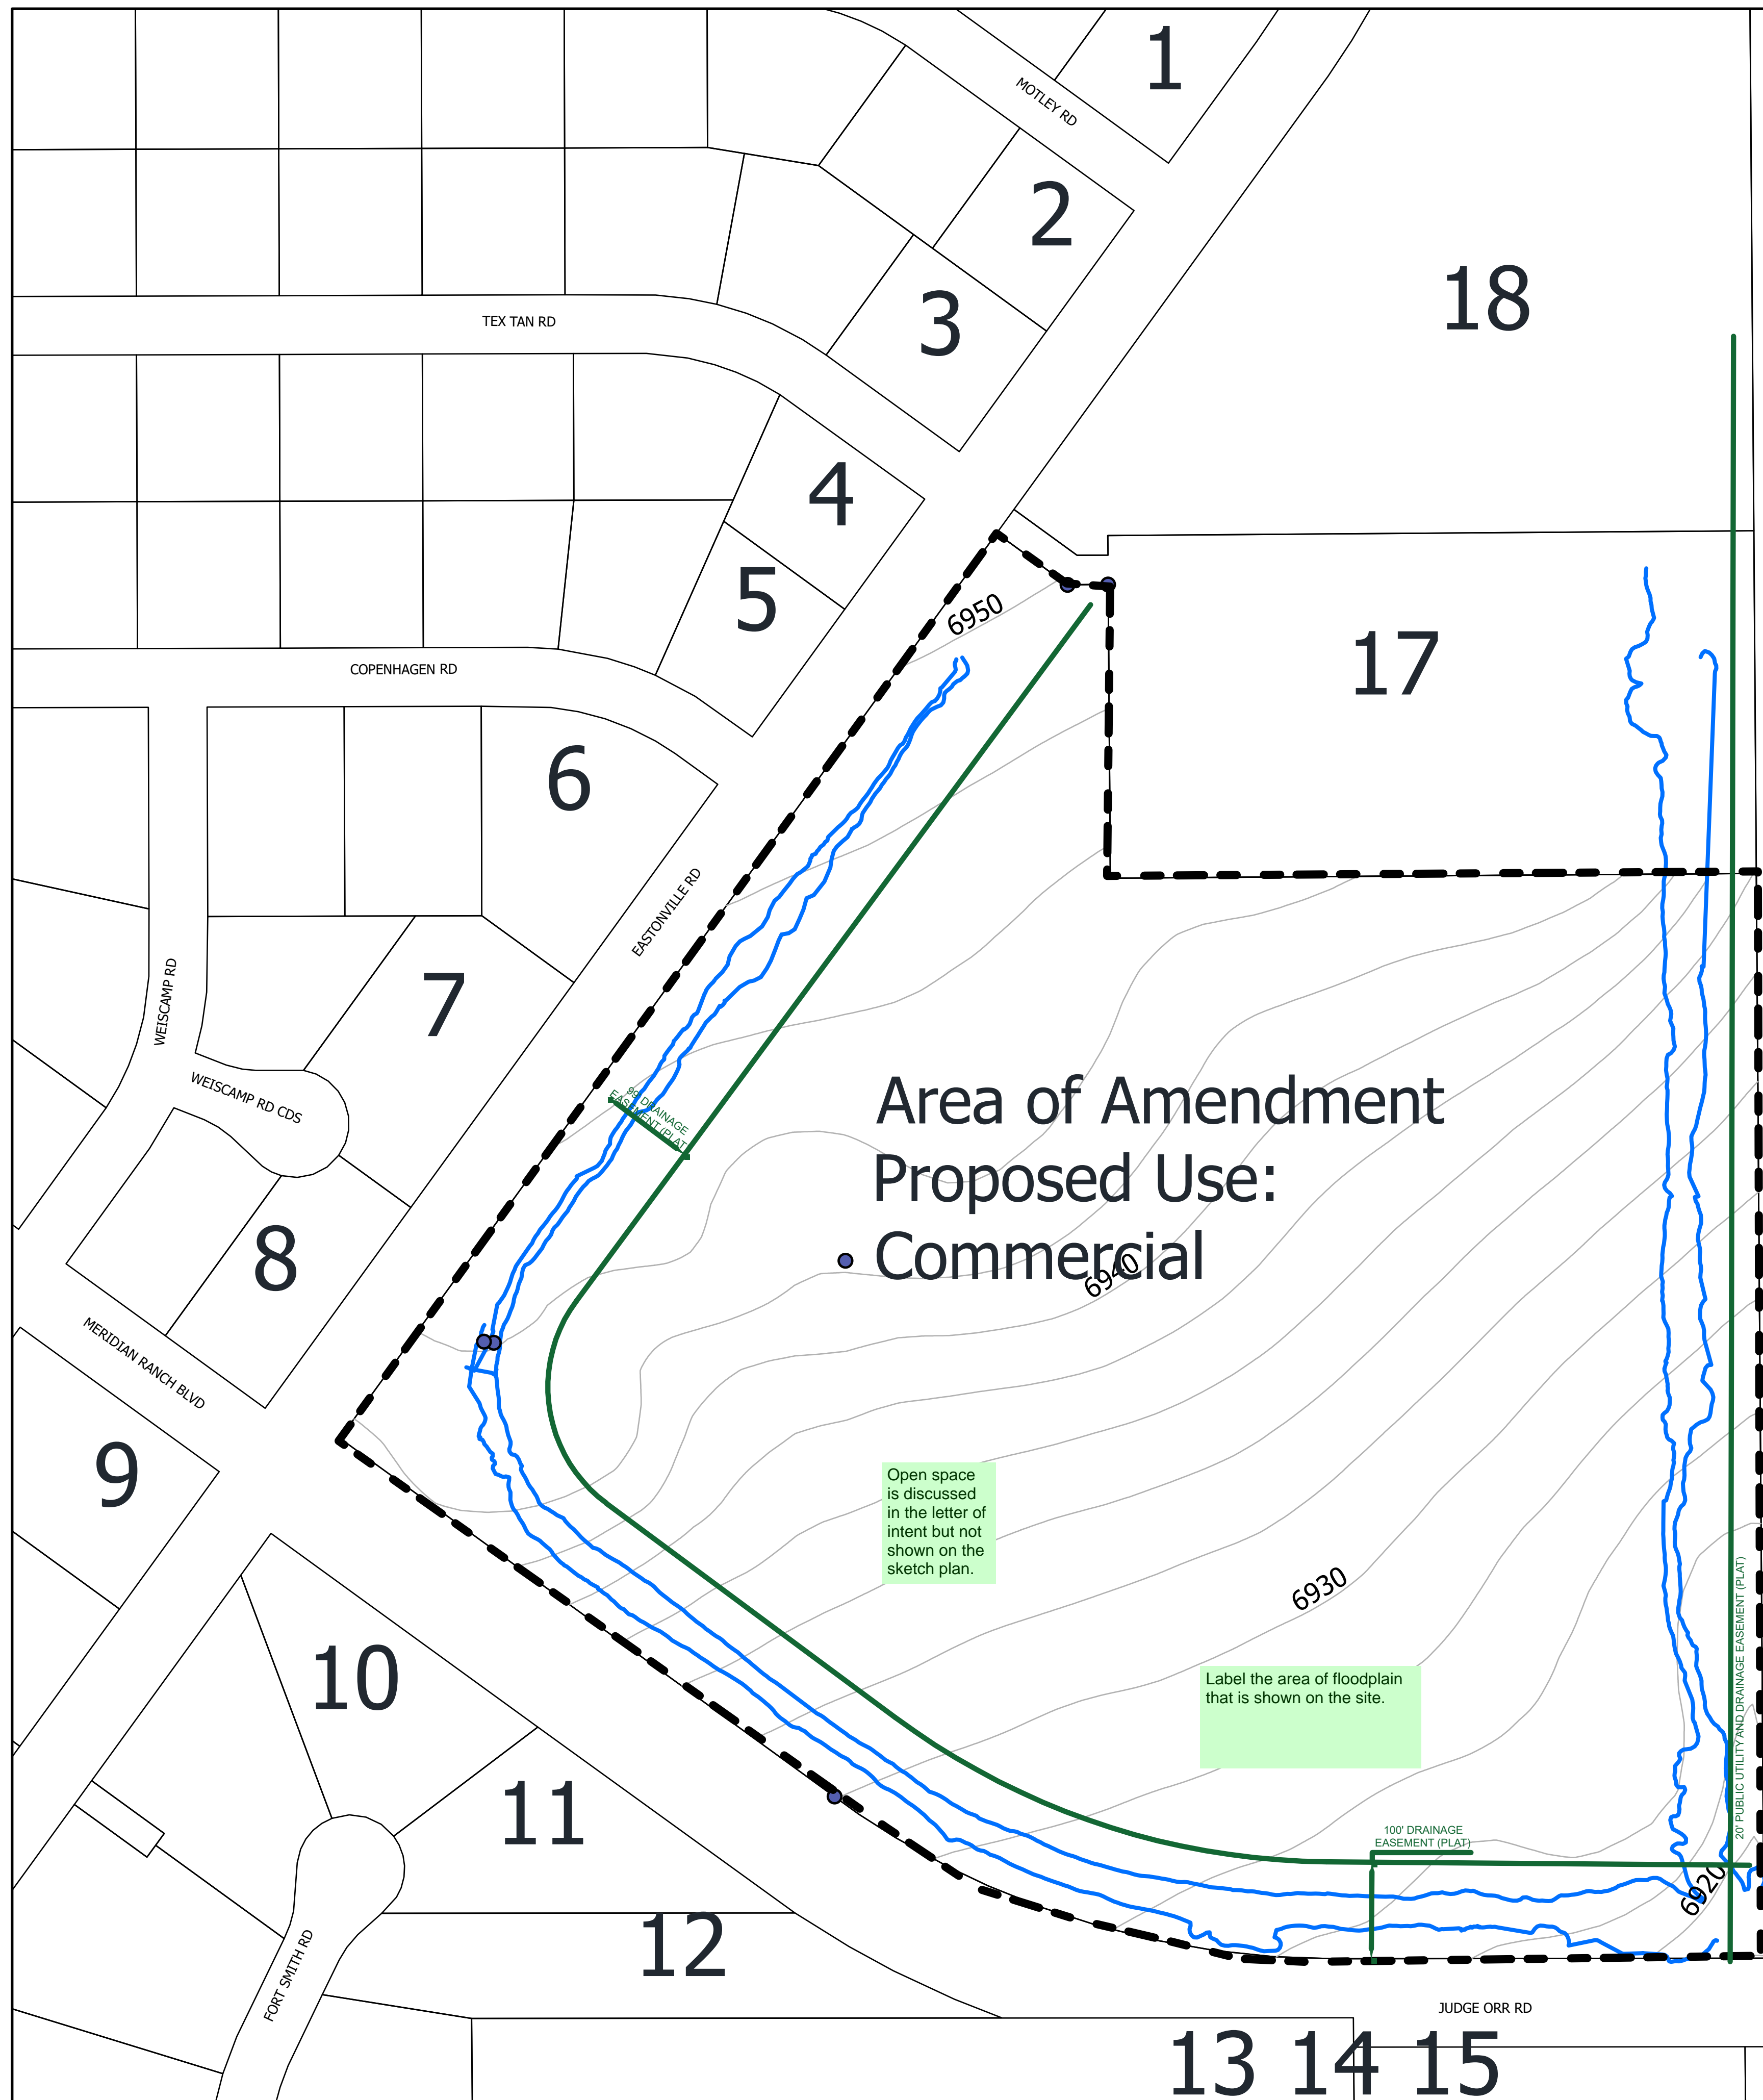 1
MOTLEY RD
2
18
3
TEX TAN RD
4
5
6950
17
COPENHAGEN RD
6
EASTONVILLE RD
7
WEISCAMP RD
WEISCAMP RD CDS
99' DRAINAGE
EASEMENT (PLAT)
Area of Amendment
Proposed Use:
Commercial
6940
8
MERIDIAN RANCH BLVD
9
Open space
is discussed
in the letter of
intent but not
shown on the
sketch plan.
6930
10
Label the area of floodplain
that is shown on the site.
20' PUBLIC UTILITY AND DRAINAGE EASEMENT (PLAT)
11
100' DRAINAGE
EASEMENT (PLAT)
6920
12
FORT SMITH RD
JUDGE ORR RD
13 14 15